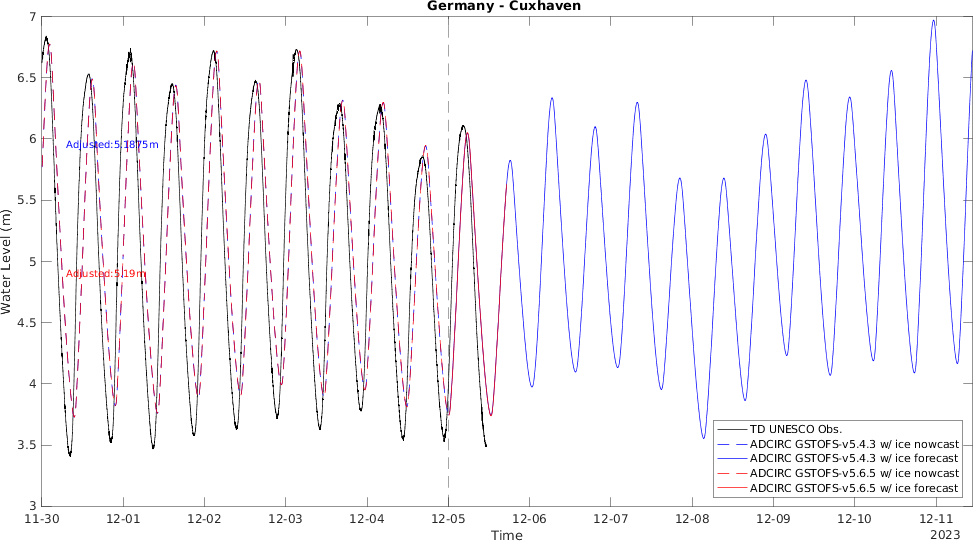 Germany - Cuxhaven
7
6.5
6
5.5
5
4.5
4
3.5
3
Water Level (m)
Adjusted:5.1875m
Adjusted:5.19m
TD UNESCO Obs.
ADCIRC GSTOFS-v5.4.3 w/ ice nowcast
ADCIRC GSTOFS-v5.4.3 w/ ice forecast
ADCIRC GSTOFS-v5.6.5 w/ ice nowcast
ADCIRC GSTOFS-v5.6.5 w/ ice forecast
11-30 12-01 12-02 12-03 12-04 12-05 12-06 12-07 12-08 12-09 12-10 12-11
Time
2023